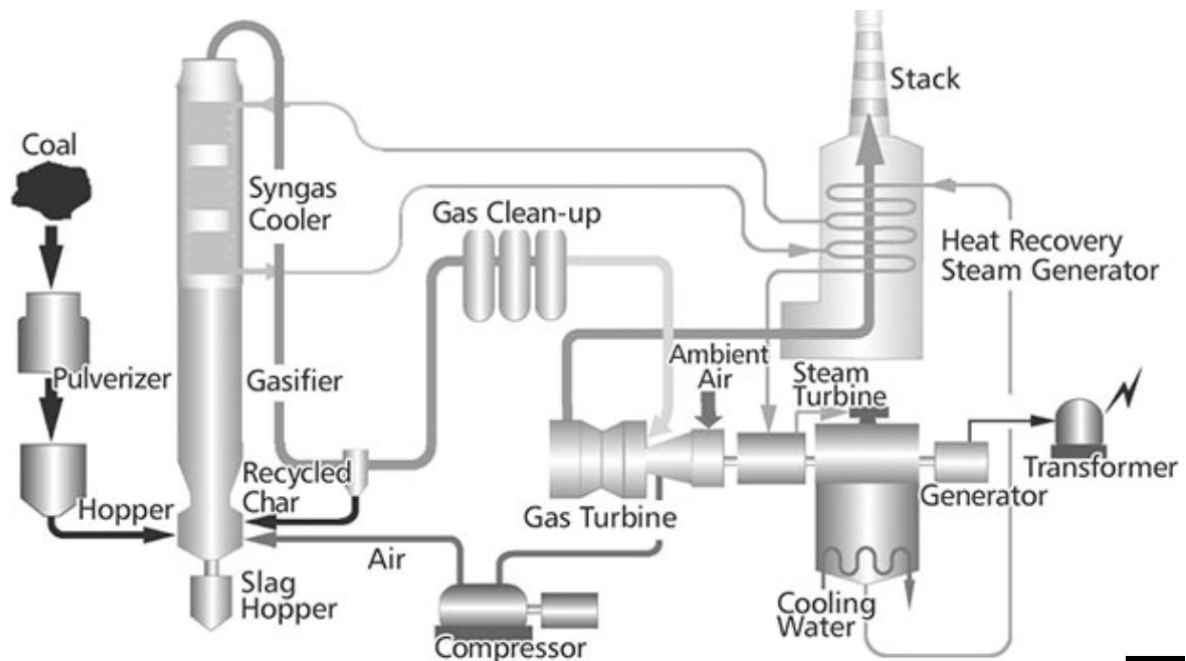 Stack
Coal
Syngas
Cooler
Gas Clean-up
Heat Recovery
Steam Generator
Ambient
Air
Steam
Turbine
Pulverizer
Gasifier
Recycled
Char
Hopper
Gas Turbine
Generator
Transformer
Air
Slag
Hopper
Cooling
Water
Compressor